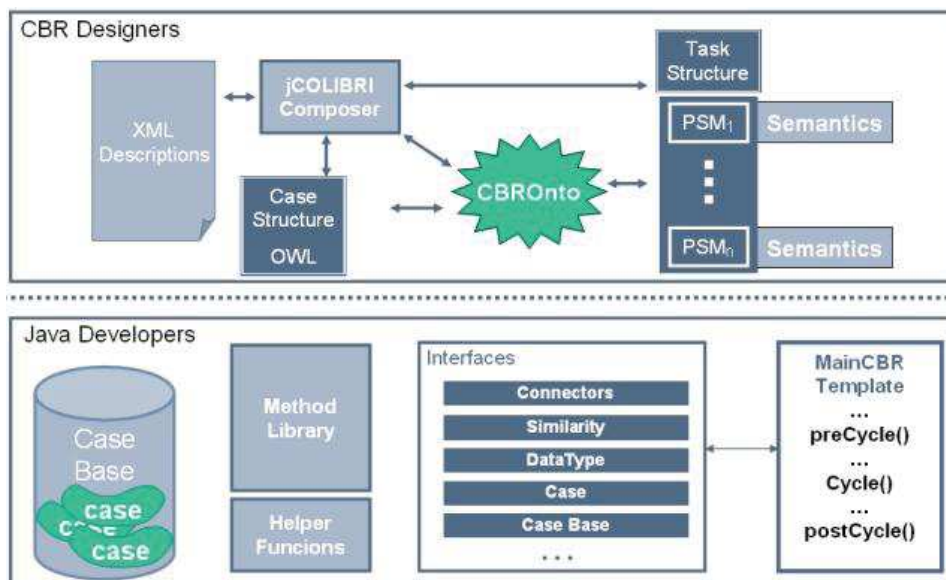 CBR Designers
XML
Descriptions
jCOLIBRI
Composer
Case
Structure
OWL
CBROnto
Task
Structure
PSM1
Semantics
PSMn
Semantics
Java Developers
Case
Base
case
case
case
Method
Library
Helper
Funcions
Interfaces
Connectors
Similarity
DataType
Case
Case Base
...
MainCBR
Template
...
preCycle()
...
Cycle()
...
postCycle()